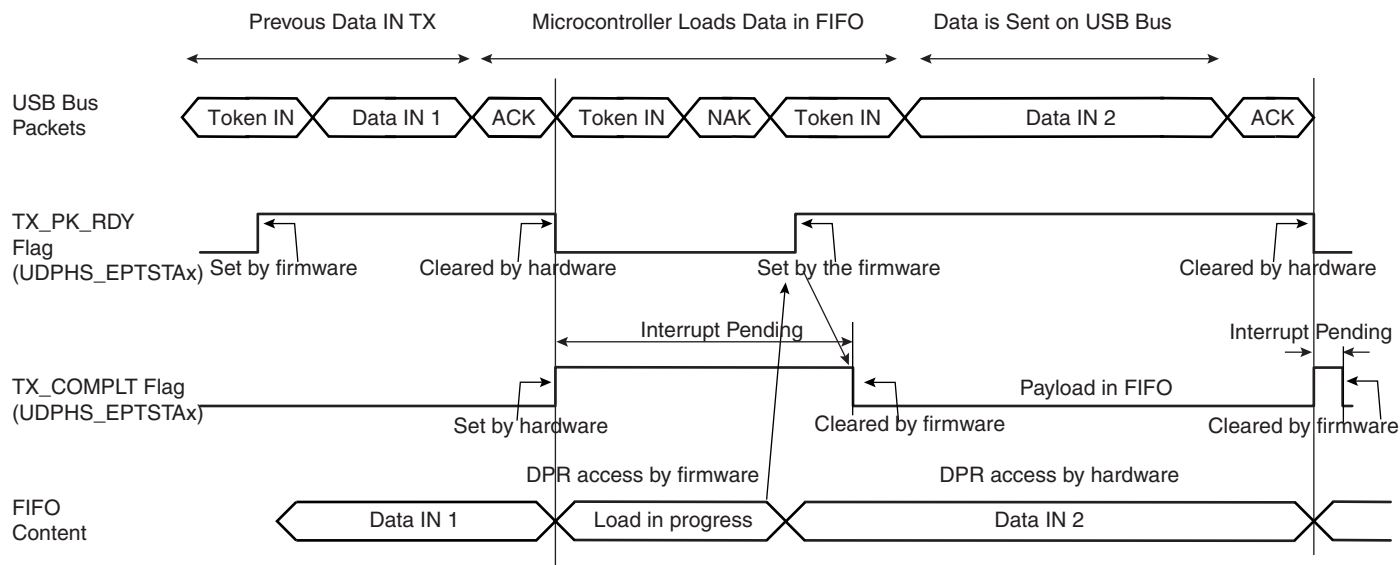 Prevous Data IN TX
Microcontroller Loads Data in FIFO
Data is Sent on USB Bus
USB Bus
Packets
Token IN
Data IN 1
ACK
Token IN
NAK
Token IN
Data IN 2
ACK
TX_PK_RDY
Flag
(UDPHS_EPTSTAx)
Set by firmware
Cleared by hardware
Set by the firmware
Cleared by hardware
Interrupt Pending
Interrupt Pending
TX_COMPLT Flag
(UDPHS_EPTSTAx)
Payload in FIFO
Set by hardware
Cleared by firmware
Cleared by firmware
DPR access by firmware
DPR access by hardware
FIFO
Content
Data IN 1
Load in progress
Data IN 2